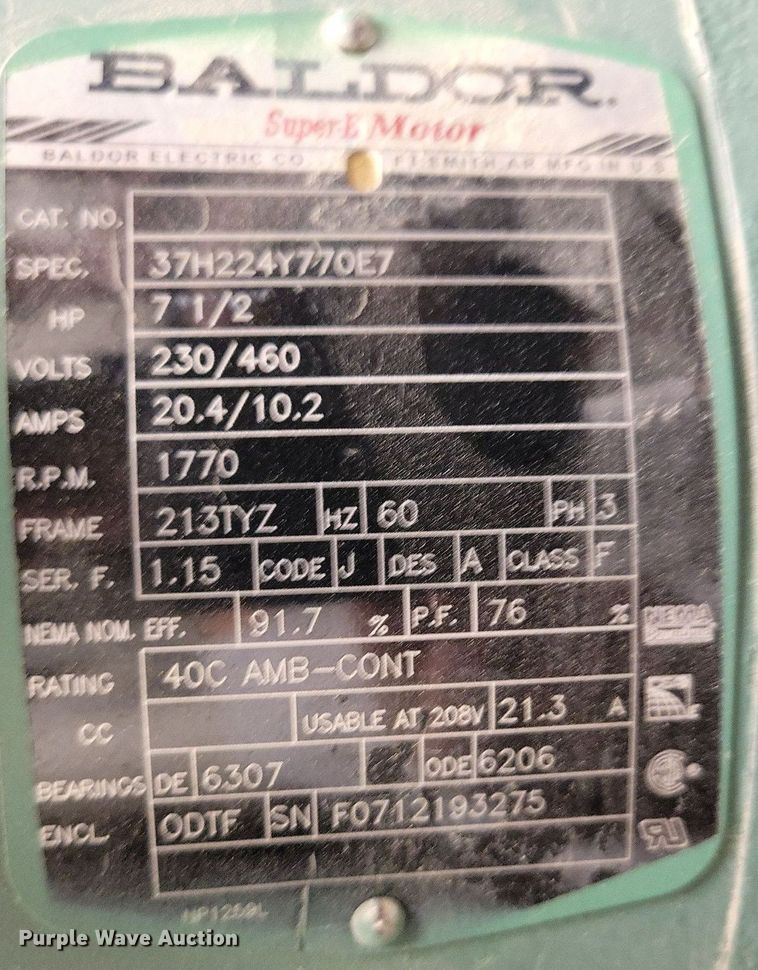 BALDOR.
Super-E Motor
BALDOR ELECTRIC CO. FT. SMITH, AR MFG IN U.S
CAT. NO.
SPEC. 37H224Y770E7
HP 7 1/2
VOLTS 230/460
AMPS 20.4/10.2
R.P.M. 1770
FRAME 213TYZ HZ 60 PH 3
SER. F. 1.15 CODE J DES A CLASS F
NEMA NOM. EFF. 91.7 % P.F. 76 %
RATING 40C AMB-CONT
CC USABLE AT 208V 21.3 A
BEARINGS DE 6307 ODE 6206
ENCL. ODTF SN F0712193275
NP1259L
NEMA
Purple Wave Auction